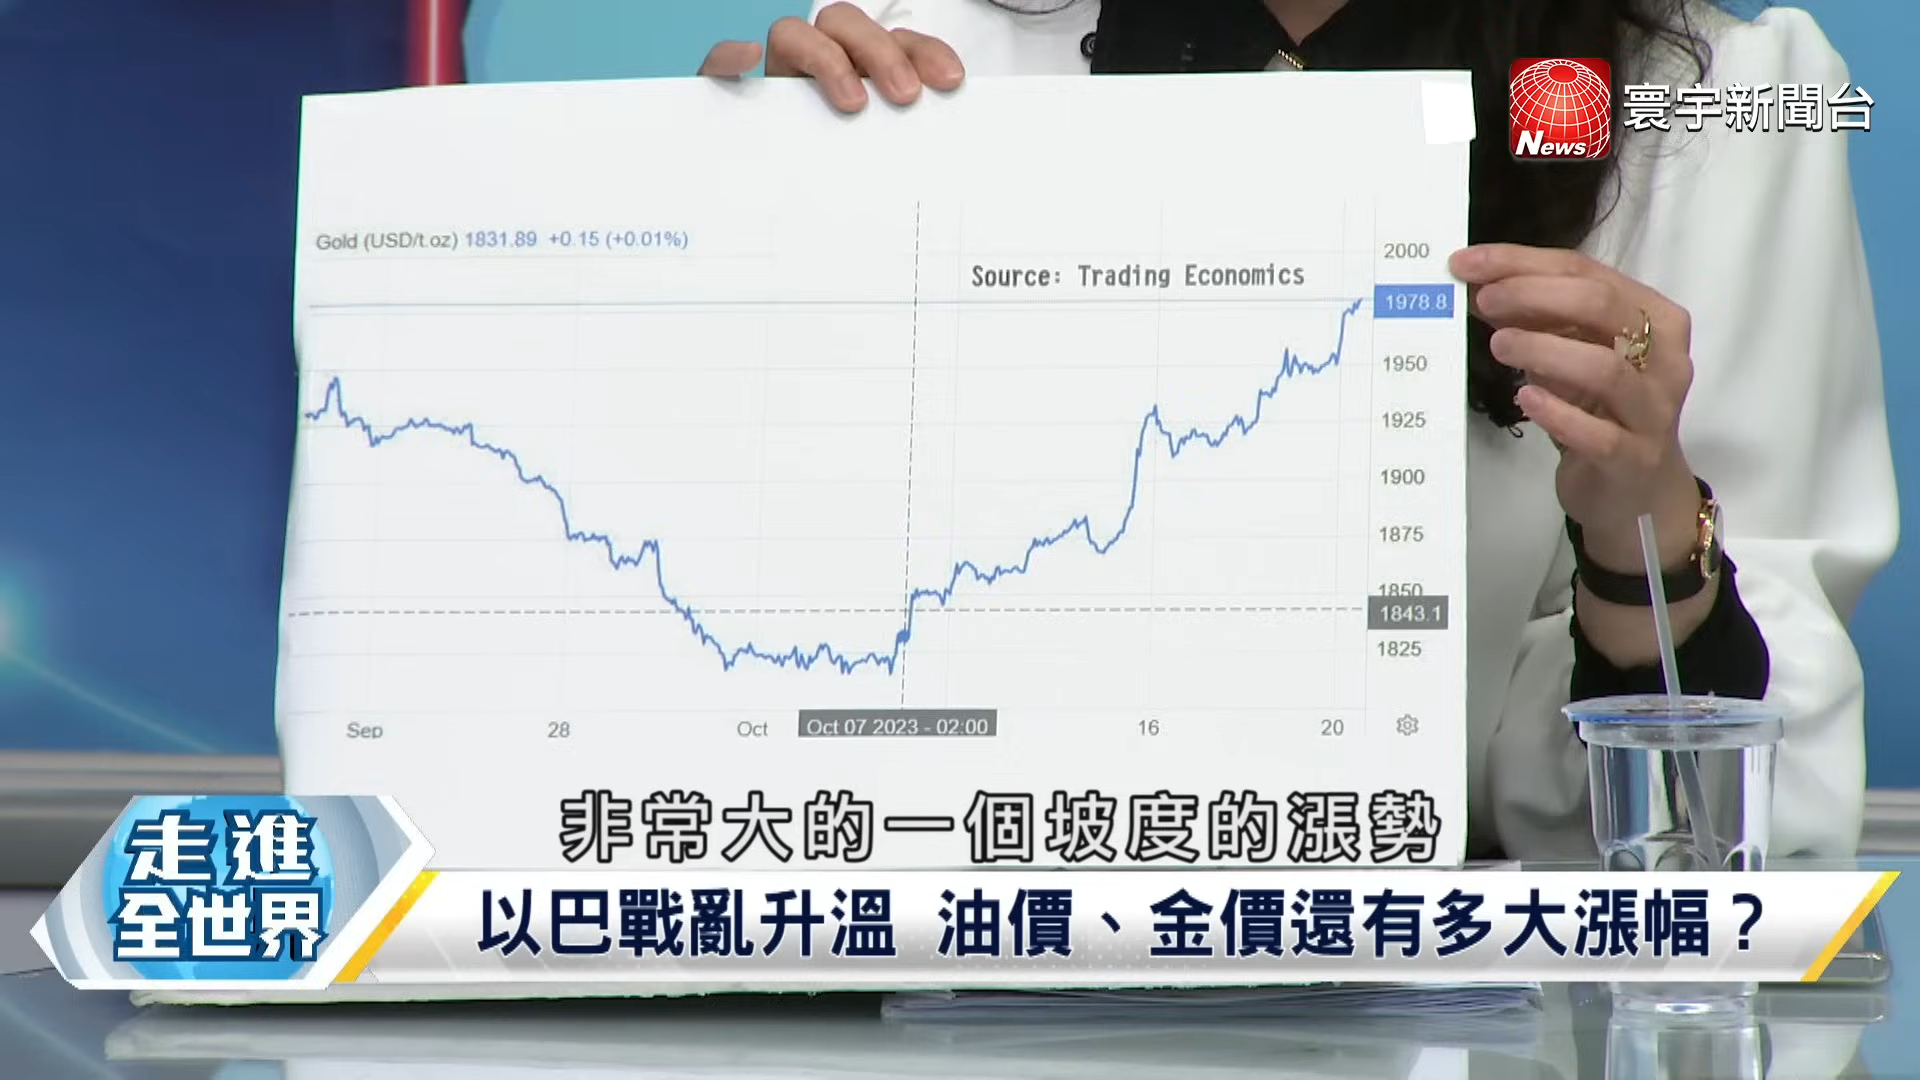 News
寰宇新聞台
Gold (USD/t.oz) 1831.89 +0.15 (+0.01%)
Source: Trading Economics
2000
1978.8
1950
1925
1900
1875
1850
1843.1
1825
Sep
28
Oct
Oct 07 2023 - 02:00
16
20
非常大的一個坡度的漲勢
走進
全世界
以巴戰亂升溫 油價、金價還有多大漲幅？